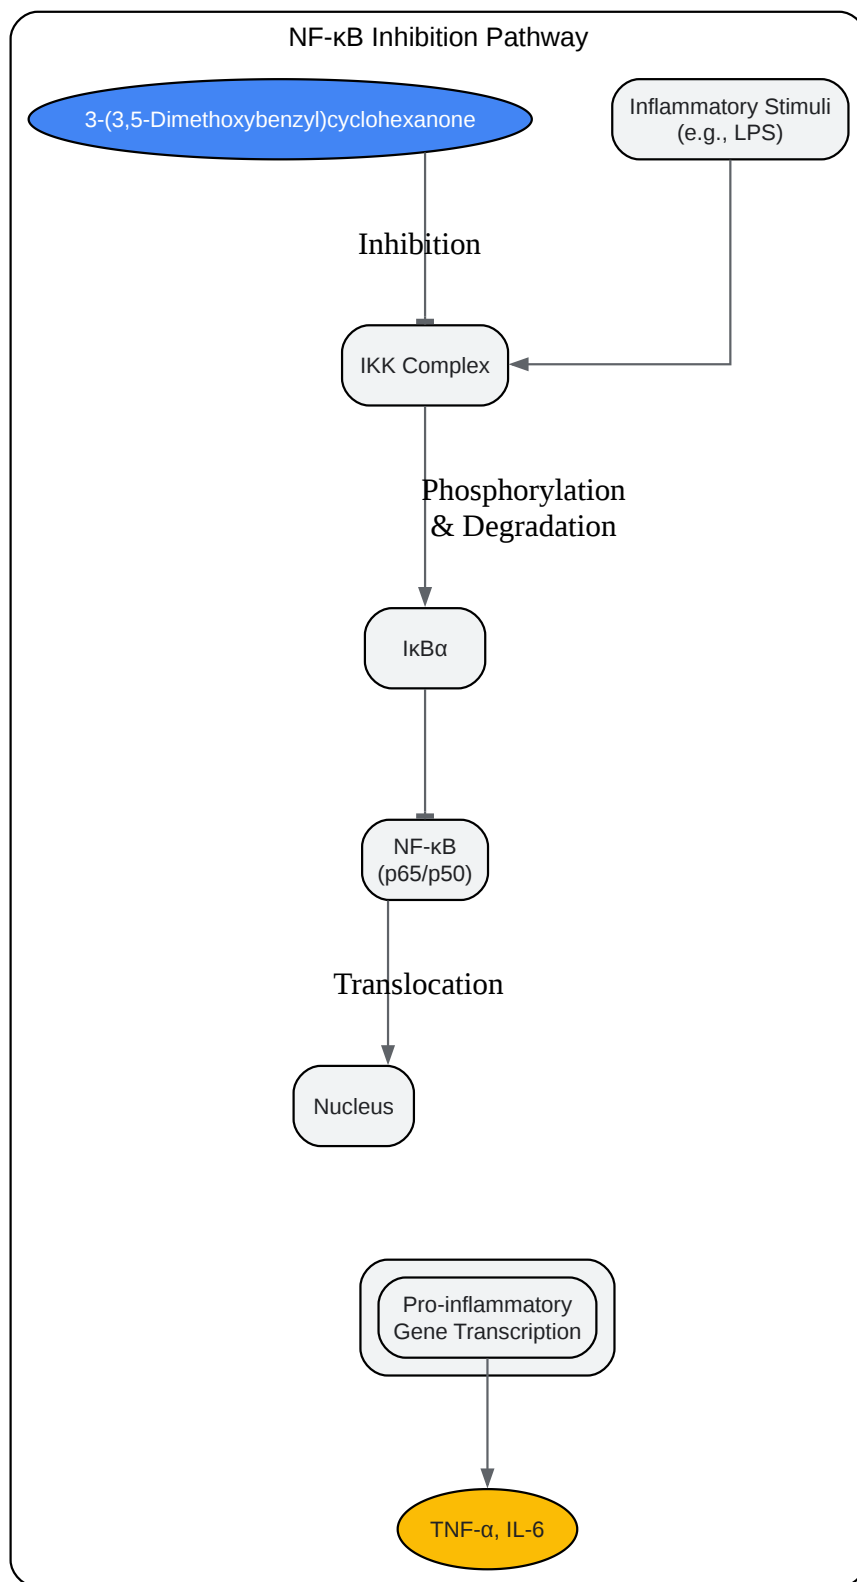 NF-κB Inhibition Pathway
3-(3,5-Dimethoxybenzyl)cyclohexanone
Inflammatory Stimuli
(e.g., LPS)
Inhibition
IKK Complex
Phosphorylation
& Degradation
IκBα
NF-κB
(p65/p50)
Translocation
Nucleus
Pro-inflammatory
Gene Transcription
TNF-α, IL-6